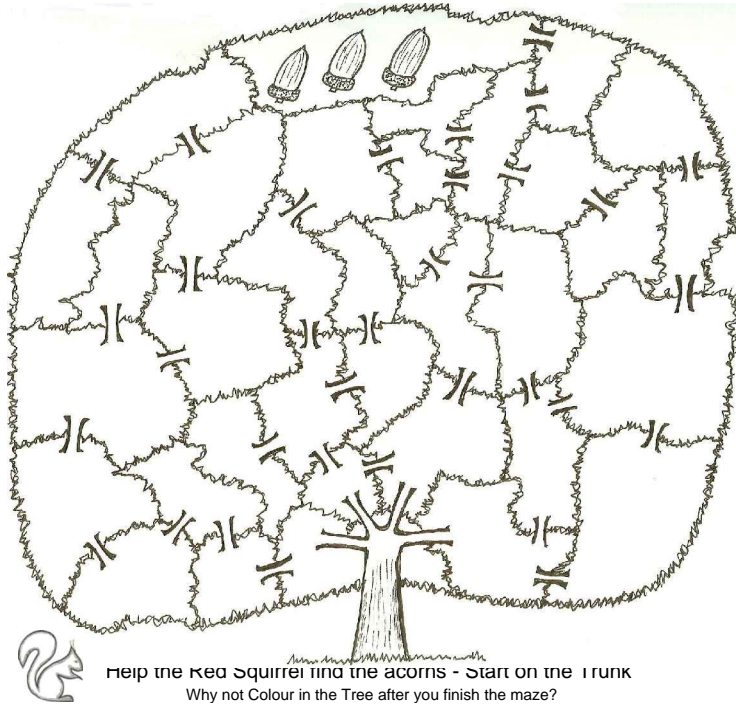 Help the Red Squirrel find the acorns - Start on the Trunk
Why not Colour in the Tree after you finish the maze?